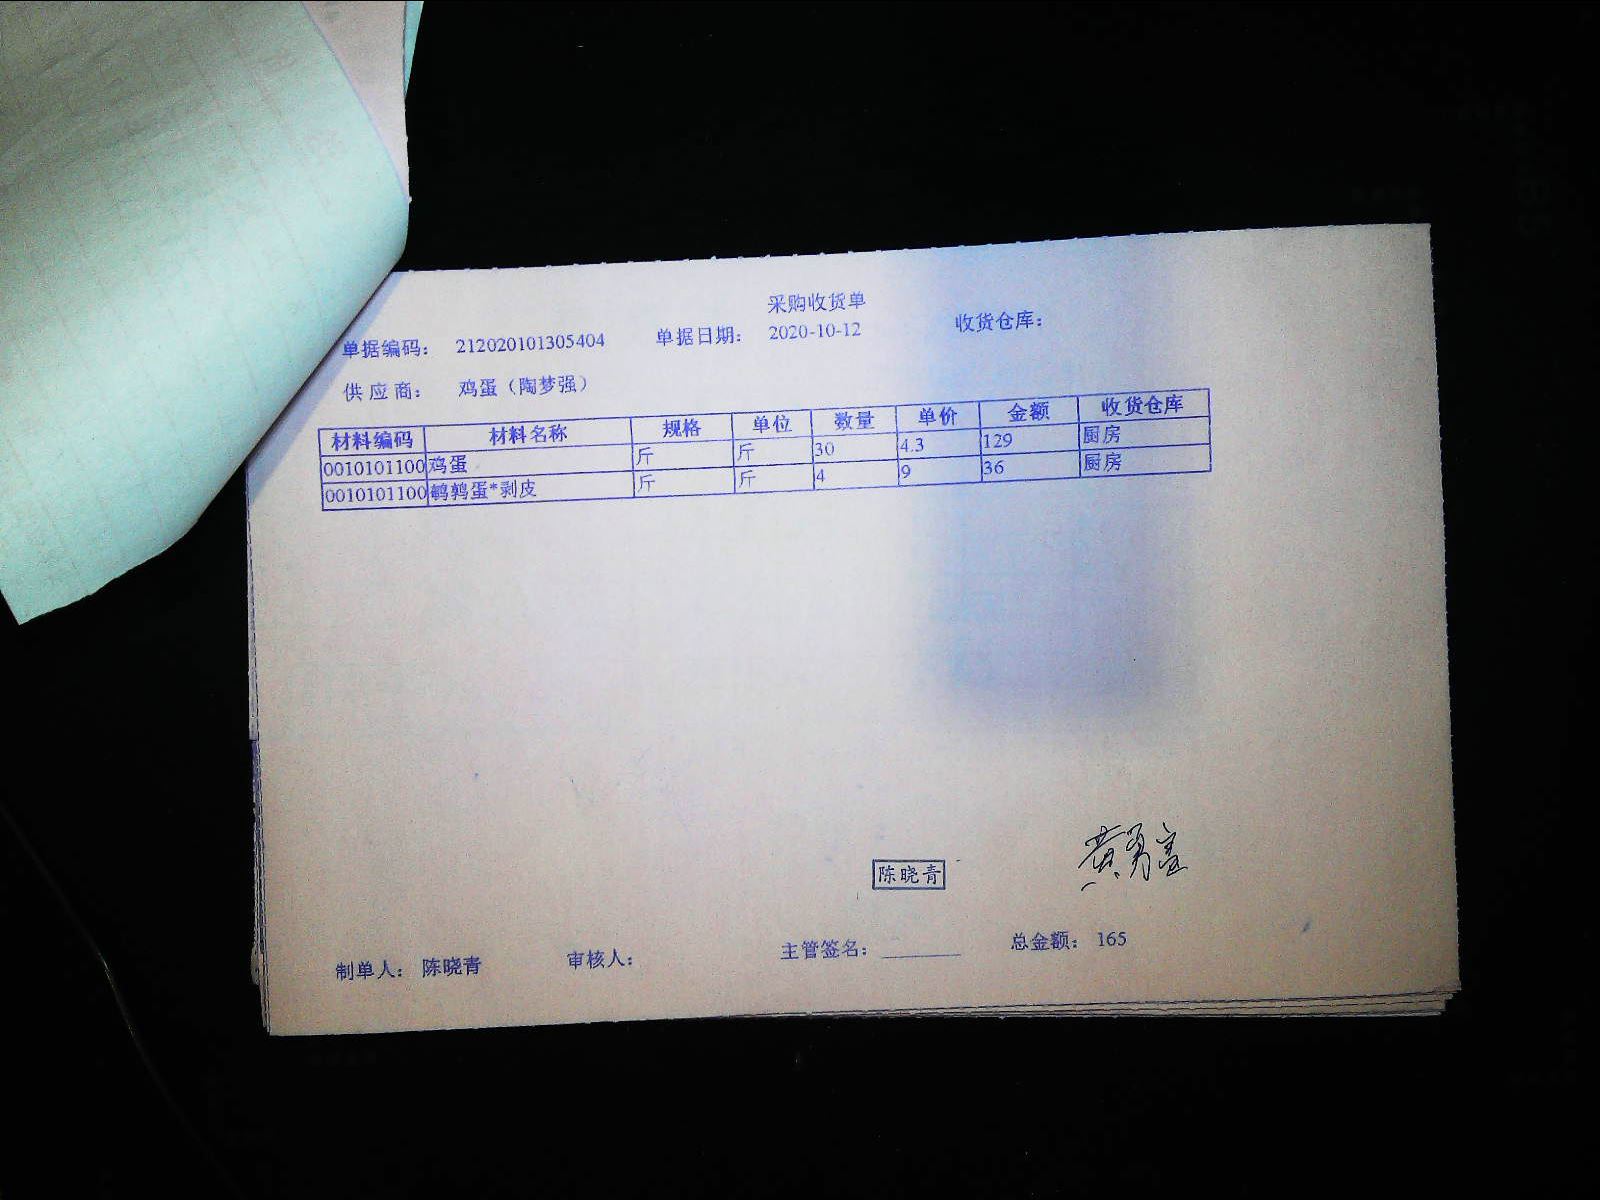 采购收货单
单据编码： 212020101305404 单据日期： 2020-10-12 收货仓库：
供应商： 鸡蛋（陶梦强）
材料编码 材料名称 规格 单位 数量 单价 金额 收货仓库
0010101100 鸡蛋 斤 斤 30 4.3 129 厨房
0010101100 鹌鹑蛋*剥皮 斤 斤 4 9 36 厨房
陈晓青
制单人： 陈晓青 审核人： 主管签名： 总金额： 165